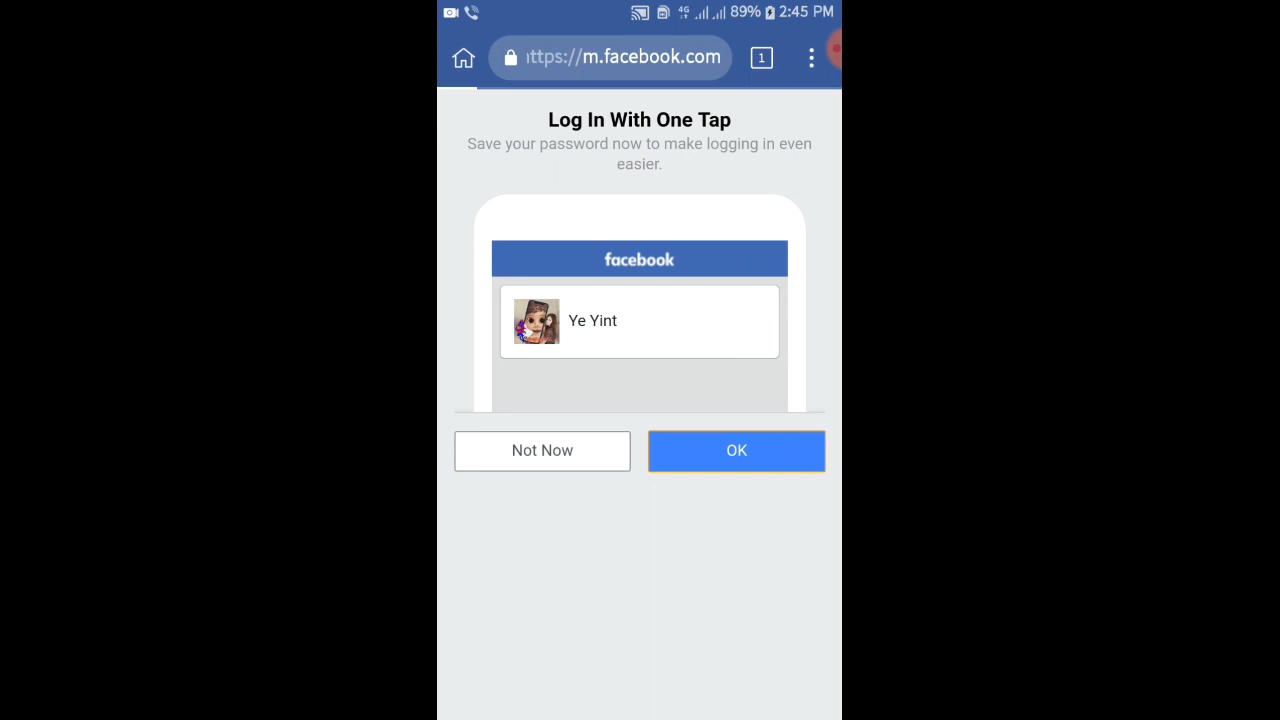 4G 89% 2:45 PM
ttps://m.facebook.com 1
Log In With One Tap
Save your password now to make logging in even
easier.
facebook
Ye Yint
Not Now OK